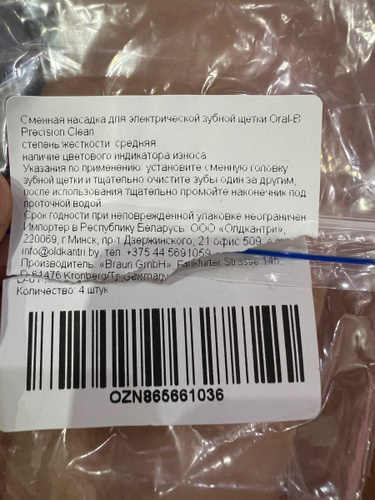 Сменная насадка для электрической зубной щетки Oral-B
Precision Clean
степень жесткости: средняя
наличие цветового индикатора износа
Указания по применению: установите сменную головку
зубной щетки и тщательно очистите зубы один за другим,
после использования тщательно промойте наконечник под
проточной водой
Срок годности при неповрежденной упаковке неограничен
Импортер в Республику Беларусь: ООО «Олдкантри»,
220069, г Минск, пр-т Дзержинского, 21 офис 509,
info@oldkantri.by, тел. +375 44 5691059
Производитель: «Braun GmbH», Frankfurter Strasse 145,
D-61476 Kronberg/Ts. Germany
Количество: 4 штук
OZN865661036